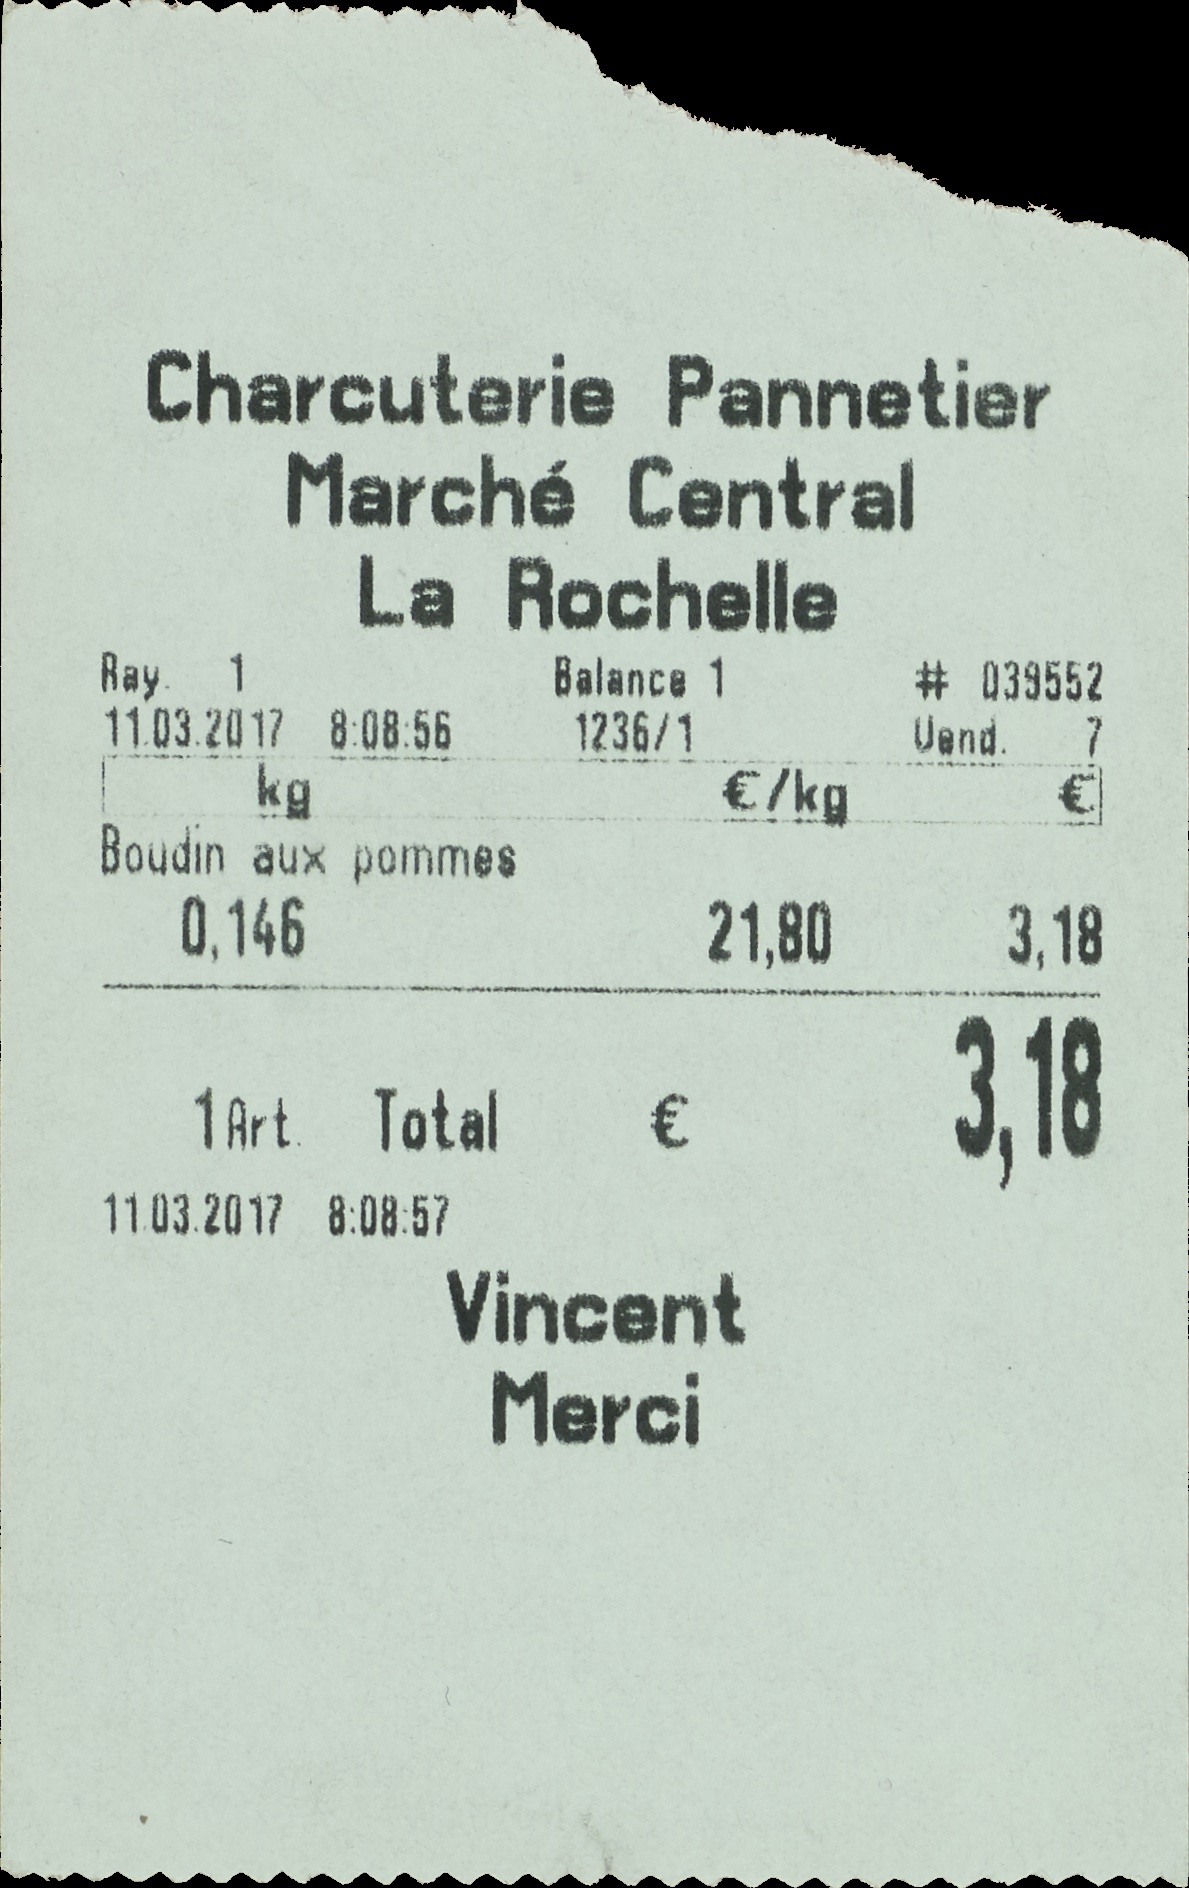 Charcuterie Pannetier
Marché Central
La Rochelle
Ray. 1 Balance 1 # 039552
11.03.2017 8:08:56 1236/1 Vend. 7
kg €/kg €
Boudin aux pommes
0,146 21,80 3,18
3,18
1 Art. Total €
11.03.2017 8:08:57
Vincent
Merci